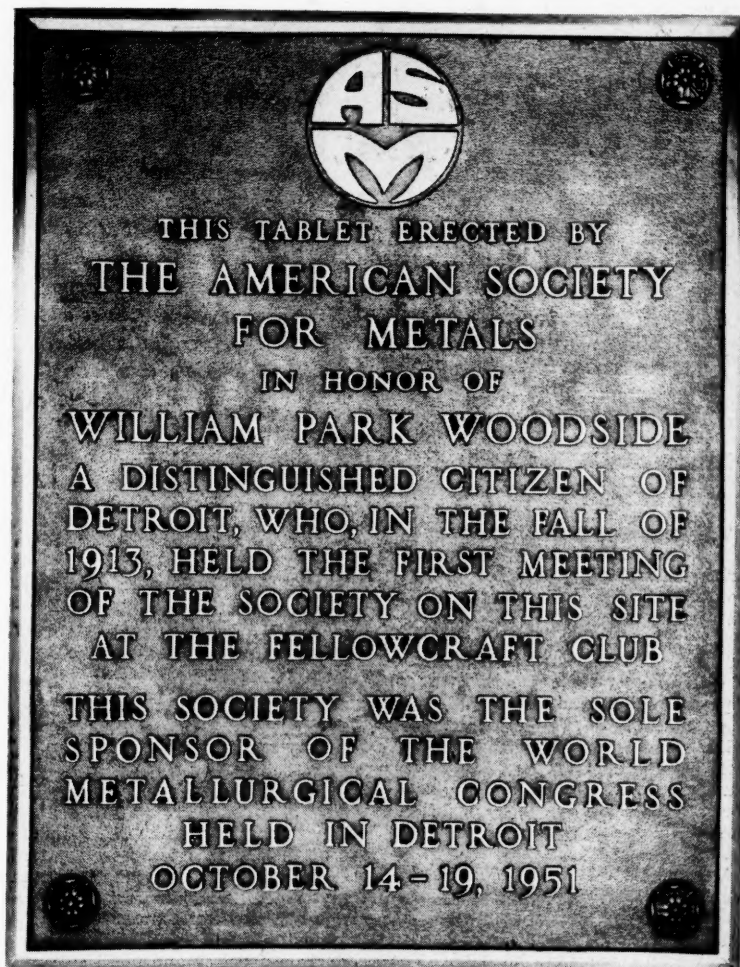 ASM
THIS TABLET ERECTED BY
THE AMERICAN SOCIETY
FOR METALS
IN HONOR OF
WILLIAM PARK WOODSIDE
A DISTINGUISHED CITIZEN OF
DETROIT, WHO, IN THE FALL OF
1913, HELD THE FIRST MEETING
OF THE SOCIETY ON THIS SITE
AT THE FELLOWCRAFT CLUB
THIS SOCIETY WAS THE SOLE
SPONSOR OF THE WORLD
METALLURGICAL CONGRESS
HELD IN DETROIT
OCTOBER 14-19, 1951